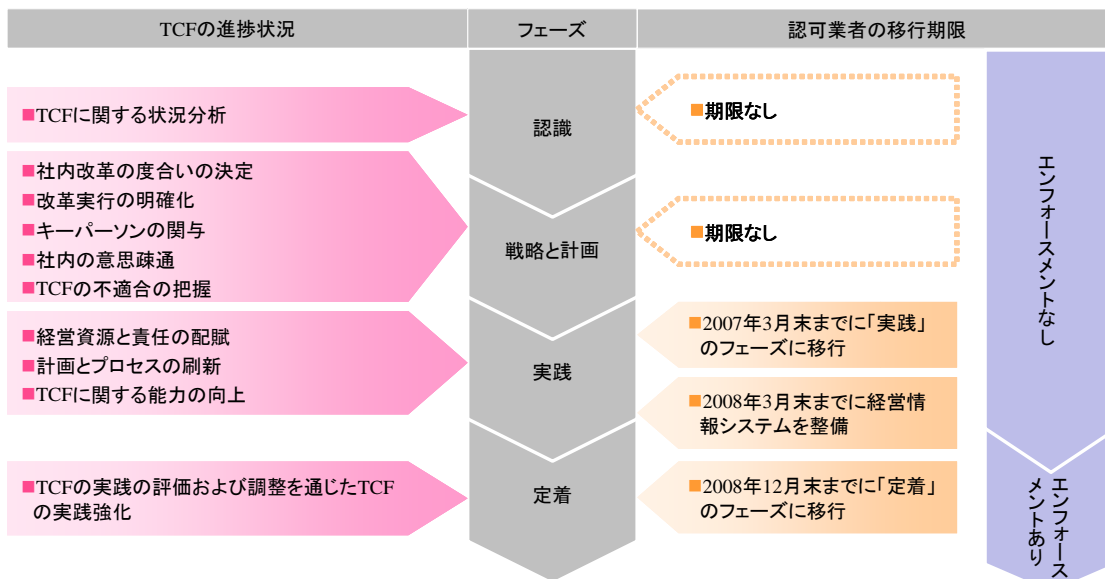 TCFの進捗状況
フェーズ
認可業者の移行期限
■TCFに関する状況分析
認識
■期限なし
■社内改革の度合いの決定
■改革実行の明確化
■キーパーソンの関与
■社内の意思疎通
■TCFの不適合の把握
戦略と計画
■期限なし
■経営資源と責任の配賦
■計画とプロセスの刷新
■TCFに関する能力の向上
実践
■2007年3月末までに「実践」
のフェーズに移行
■2008年3月末までに経営情
報システムを整備
■TCFの実践の評価および調整を通じたTCF
の実践強化
定着
■2008年12月末までに「定着」
のフェーズに移行
エンフォースメントなし
エンフォース
メントあり